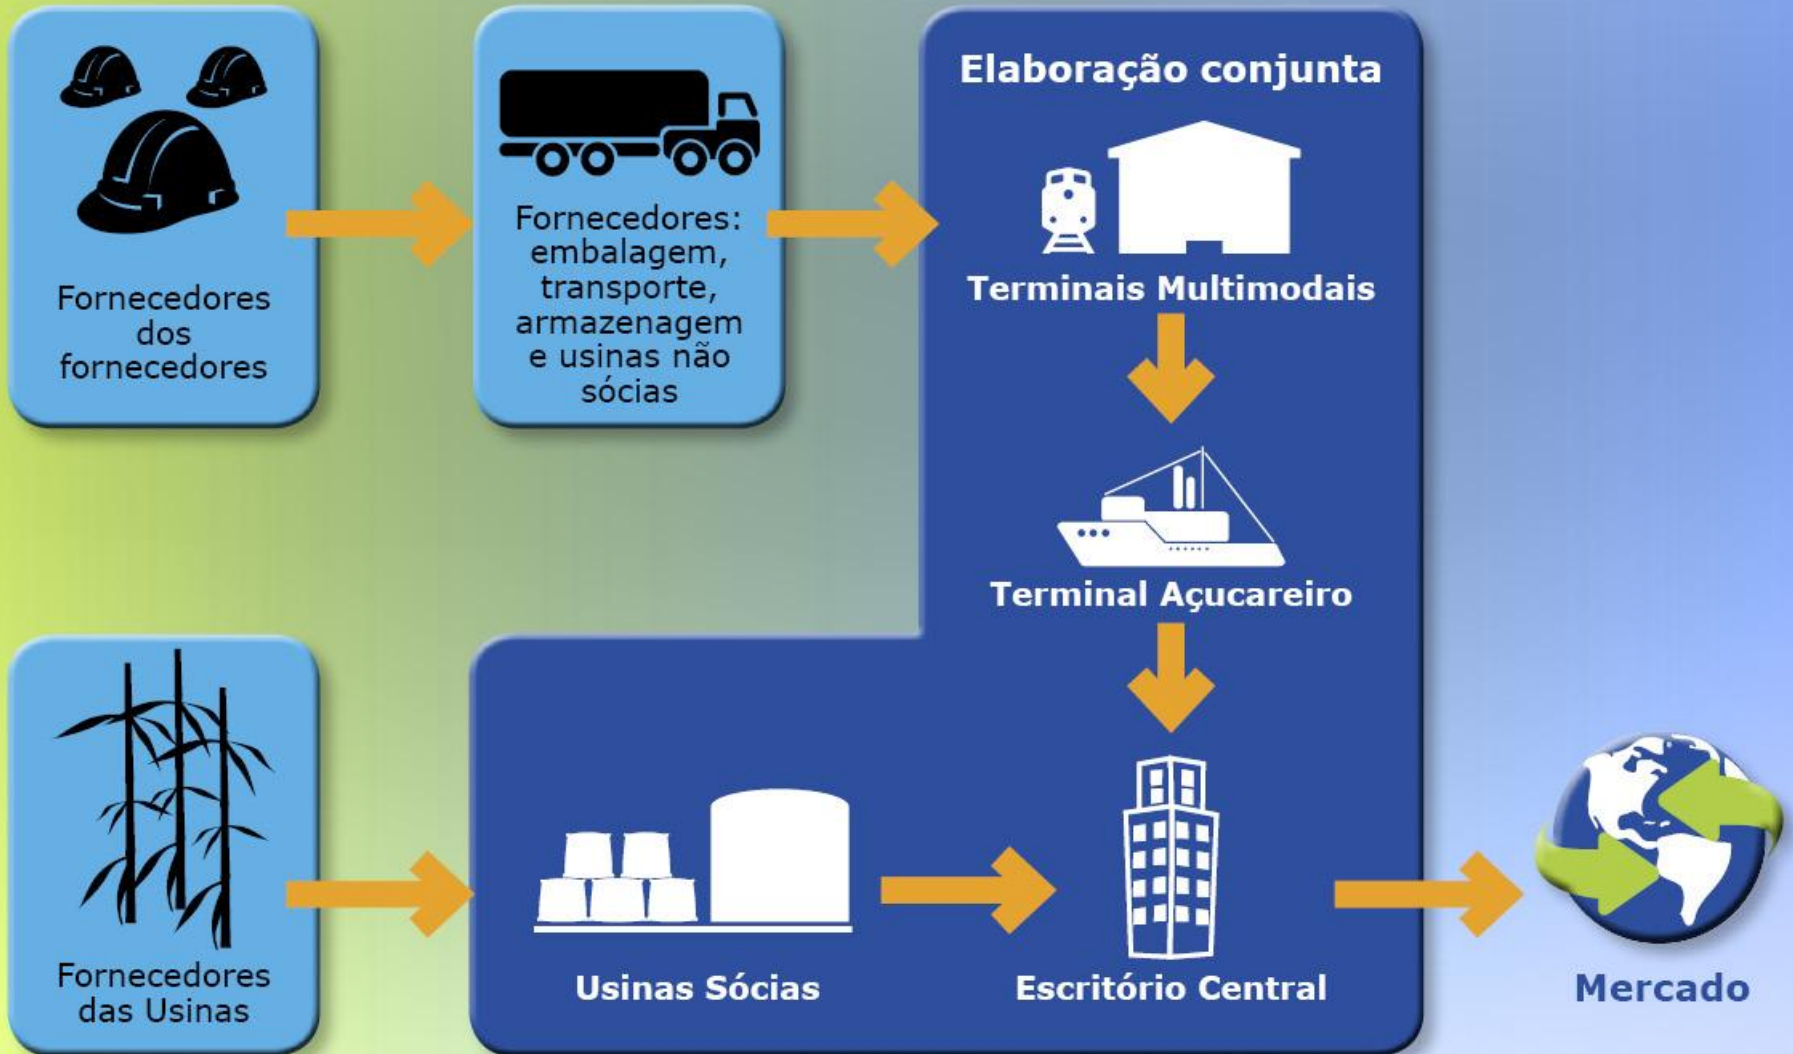 Fornecedores
dos
fornecedores
Fornecedores:
embalagem,
transporte,
armazenagem
e usinas não
sócias
Elaboração conjunta
Terminais Multimodais
Terminal Açucareiro
Fornecedores
das Usinas
Usinas Sócias
Escritório Central
Mercado